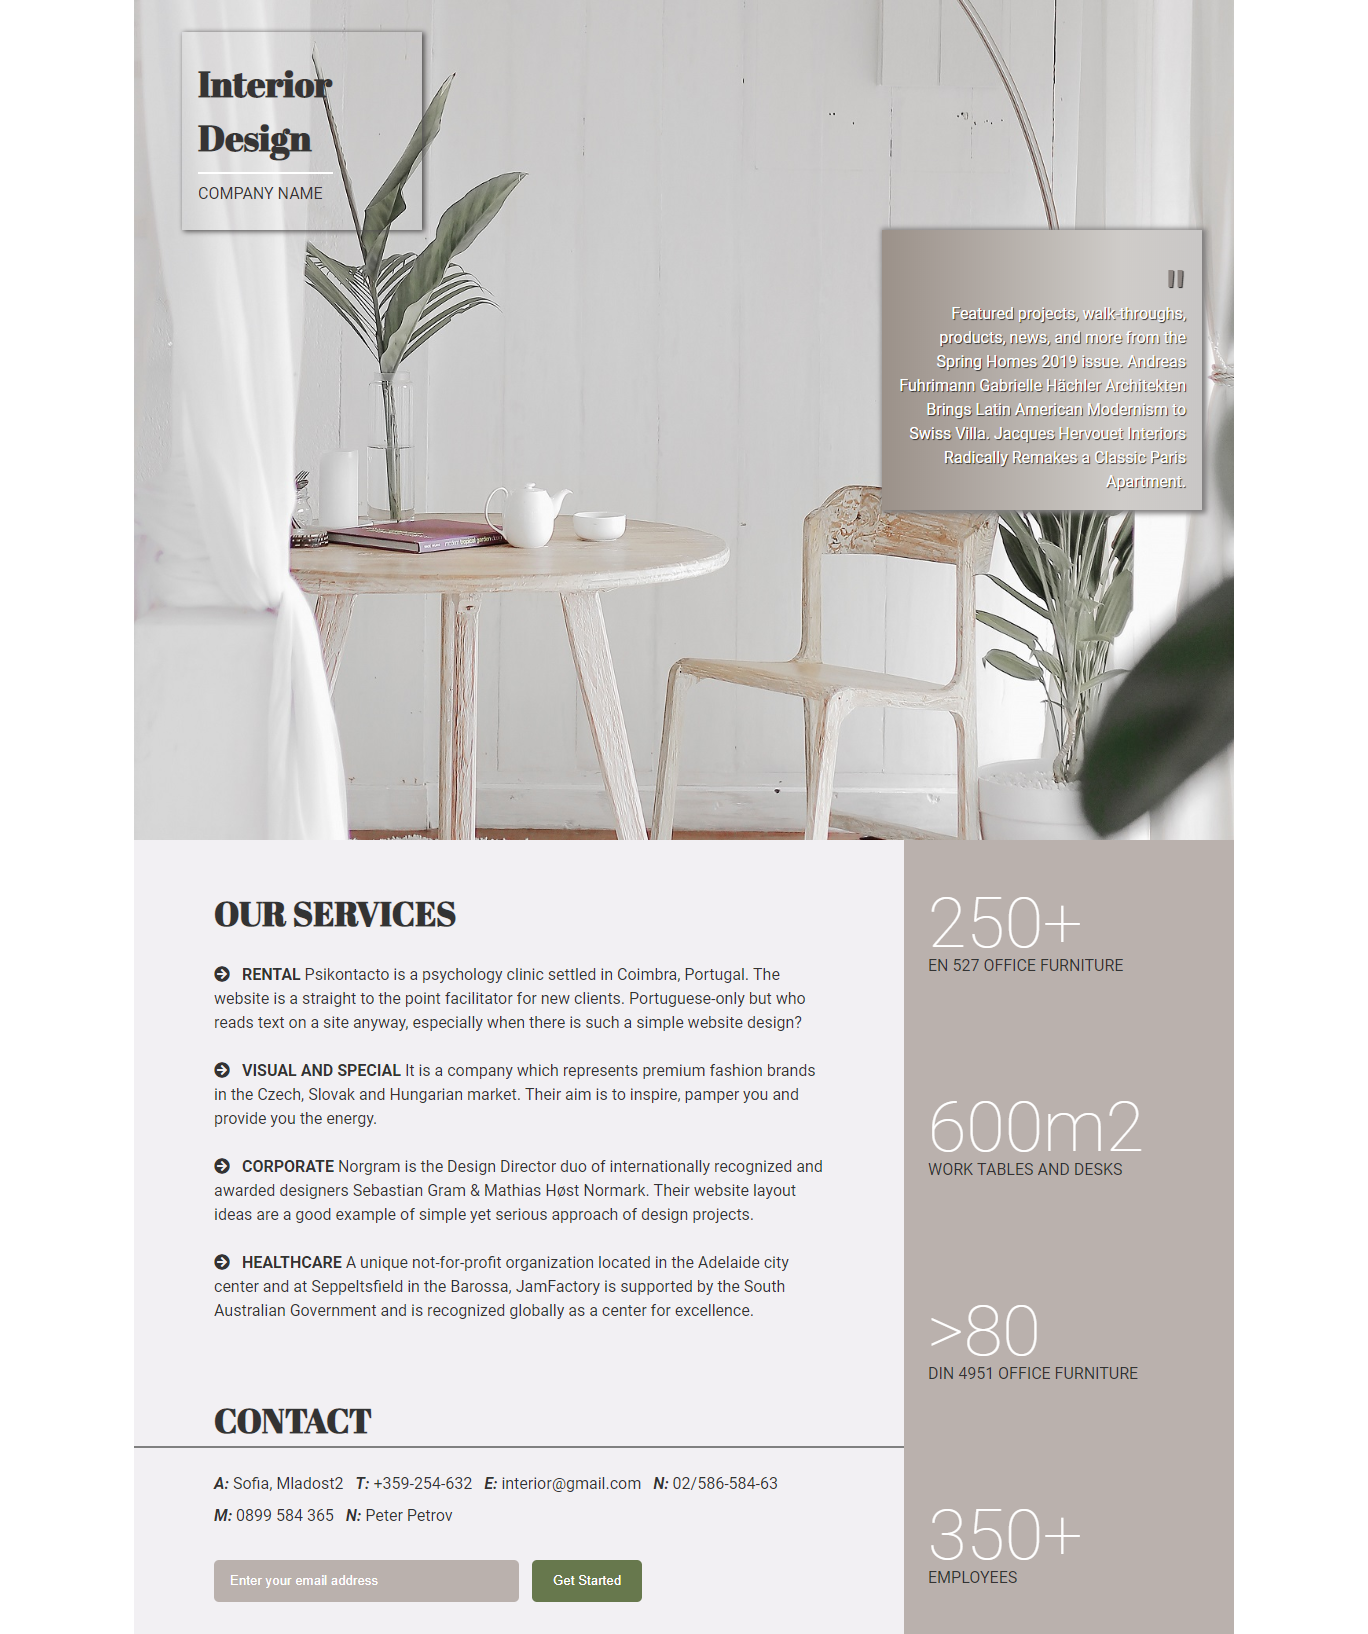 Interior
Design
COMPANY NAME
"
Featured projects, walk-throughs,
products, news, and more from the
Spring Homes 2019 issue. Andreas
Fuhrimann Gabrielle Hächler Architekten
Brings Latin American Modernism to
Swiss Villa. Jacques Hervouet Interiors
Radically Remakes a Classic Paris
Apartment.
OUR SERVICES
RENTAL Psikontacto is a psychology clinic settled in Coimbra, Portugal. The
website is a straight to the point facilitator for new clients. Portuguese-only but who
reads text on a site anyway, especially when there is such a simple website design?
VISUAL AND SPECIAL It is a company which represents premium fashion brands
in the Czech, Slovak and Hungarian market. Their aim is to inspire, pamper you and
provide you the energy.
CORPORATE Norgram is the Design Director duo of internationally recognized and
awarded designers Sebastian Gram & Mathias Høst Normark. Their website layout
ideas are a good example of simple yet serious approach of design projects.
HEALTHCARE A unique not-for-profit organization located in the Adelaide city
center and at Seppeltsfield in the Barossa, JamFactory is supported by the South
Australian Government and is recognized globally as a center for excellence.
CONTACT
A: Sofia, Mladost2 T: +359-254-632 E: interior@gmail.com N: 02/586-584-63
M: 0899 584 365 N: Peter Petrov
Enter your email address
Get Started
250+
EN 527 OFFICE FURNITURE
600m2
WORK TABLES AND DESKS
>80
DIN 4951 OFFICE FURNITURE
350+
EMPLOYEES